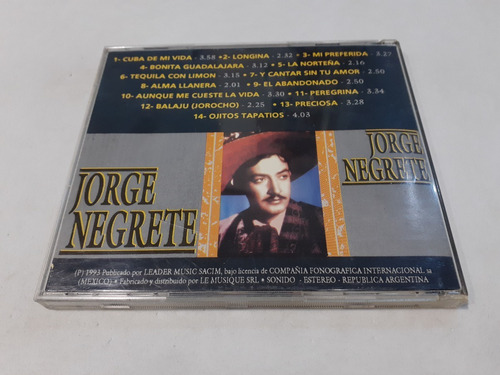 1- CUBA DE MI VIDA • 3.58 •2- LONGINA • 2.32 • 3- MI PREFERIDA • 3.27
4- BONITA GUADALAJARA • 3.12 •5- LA NORTEÑA • 2.16
6- TEQUILA CON LIMON • 3.15 • 7- Y CANTAR SIN TU AMOR • 2.50
8- ALMA LLANERA • 2.01 • 9- EL ABANDONADO • 2.50
10- AUNQUE ME CUESTE LA VIDA • 3.30 • 11- PEREGRINA • 3.34
12- BALAJU (JOROCHO) • 2.25 • 13- PRECIOSA • 3.28
14- OJITOS TAPATIOS • 4.03
JORGE
NEGRETE
JORGE
NEGRETE
(P) 1993 Publicado por LEADER MUSIC SACIM, bajo licencia de COMPAÑIA FONOGRAFICA INTERNACIONAL sa
(MEXICO) • Fabricado y distribuido por LE MUSIQUE SRL • SONIDO - ESTEREO - REPUBLICA ARGENTINA